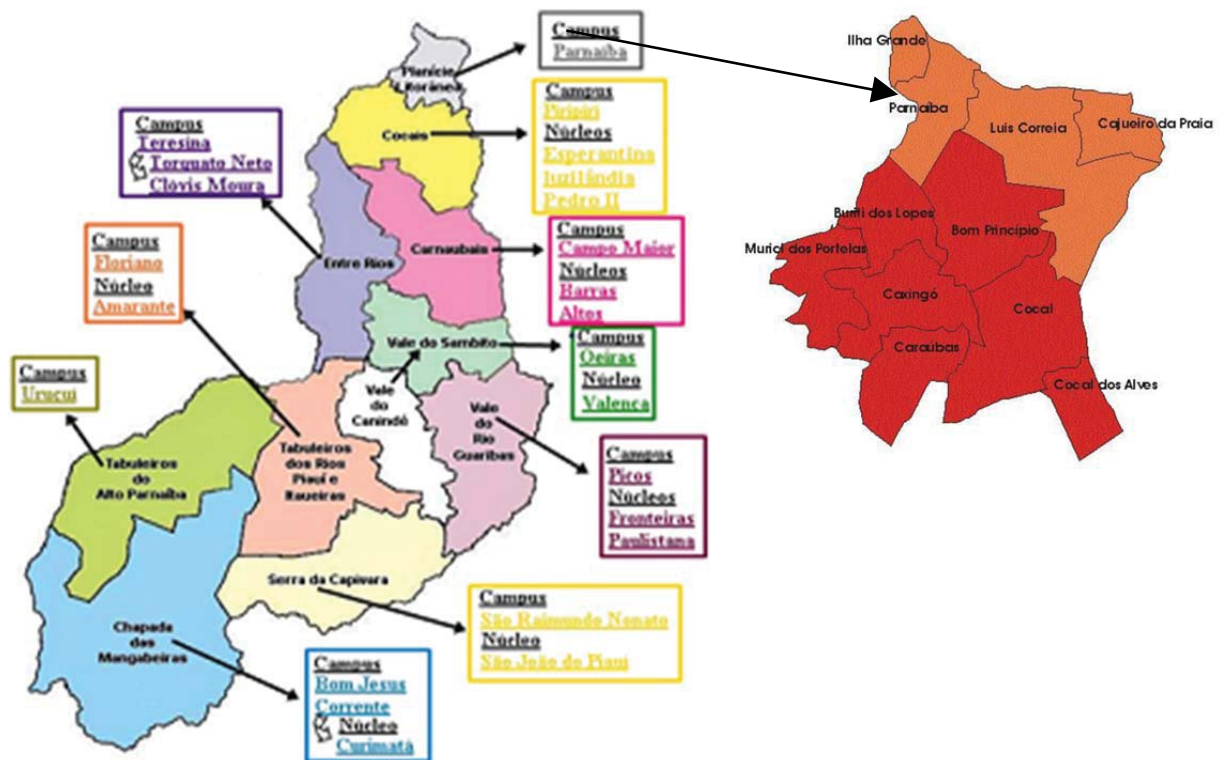 Campus
Parnaíba
Planície
Litorânea
Cocais
Campus
Piripiri
Núcleos
Esperantina
luzilândia
Pedro II
Campus
Teresina
Torquato Neto
Clóvis Moura
Entre Rios
Carnaubais
Campus
Campo Maior
Núcleos
Barras
Altos
Campus
Floriano
Núcleo
Amarante
Vale do Sambito
Campus
Oeiras
Núcleo
Valença
Campus
Uruçuí
Vale
do
Canindó
Vale
do
Rio
Guaribas
Tabuleiros
do
Alto Parnaíba
Tabuleiros
dos Rios
Piauí e
Itaueiras
Campus
Picos
Núcleos
Fronteiras
Paulistana
Serra da Capivara
Campus
São Raimundo Nonato
Núcleo
São João do Piauí
Chapada
das
Mangabeiras
Campus
Bom Jesus
Corrente
Núcleo
Curimatá
Ilha Grande
Parnaíba
Luis Correia
Cajueiro da Praia
Buriti dos Lopes
Bom Princípio
Murici dos Portelas
Caxingó
Cocal
Caraúbas
Cocal dos Alves